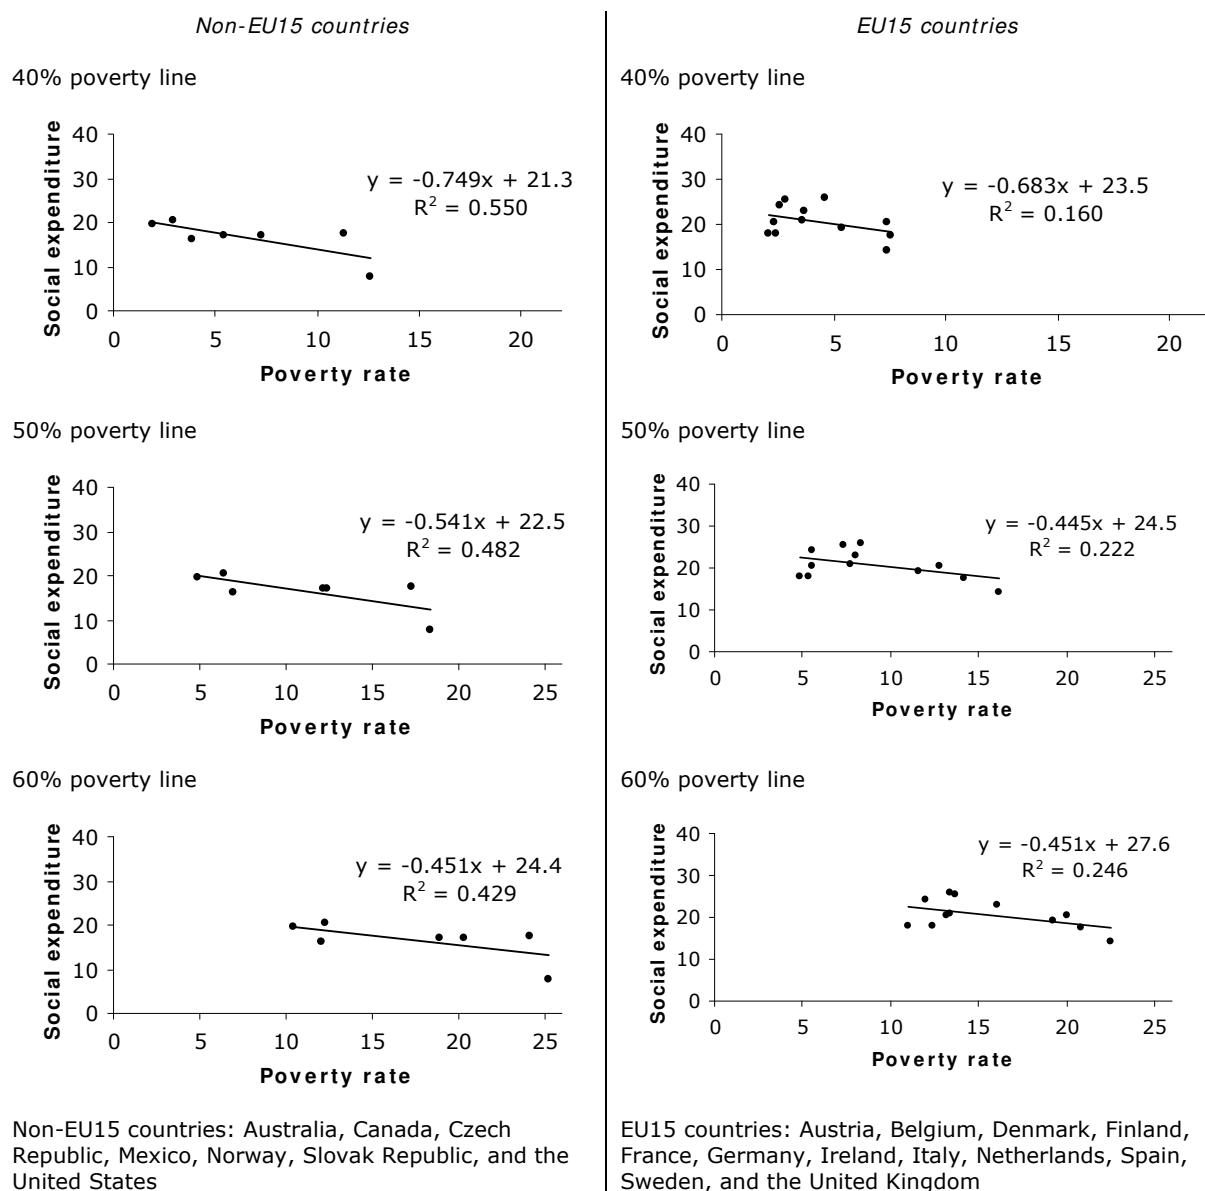 Non-EU15 countries
40% poverty line
Social expenditure
40
30
20
10
0
y = -0.749x + 21.3
R² = 0.550
0 5 10 15 20
Poverty rate
50% poverty line
Social expenditure
40
30
20
10
0
y = -0.541x + 22.5
R² = 0.482
0 5 10 15 20 25
Poverty rate
60% poverty line
Social expenditure
40
30
20
10
0
y = -0.451x + 24.4
R² = 0.429
0 5 10 15 20 25
Poverty rate
Non-EU15 countries: Australia, Canada, Czech
Republic, Mexico, Norway, Slovak Republic, and the
United States
EU15 countries
40% poverty line
Social expenditure
40
30
20
10
0
y = -0.683x + 23.5
R² = 0.160
0 5 10 15 20
Poverty rate
50% poverty line
Social expenditure
40
30
20
10
0
y = -0.445x + 24.5
R² = 0.222
0 5 10 15 20 25
Poverty rate
60% poverty line
Social expenditure
40
30
20
10
0
y = -0.451x + 27.6
R² = 0.246
0 5 10 15 20 25
Poverty rate
EU15 countries: Austria, Belgium, Denmark, Finland,
France, Germany, Ireland, Italy, Netherlands, Spain,
Sweden, and the United Kingdom